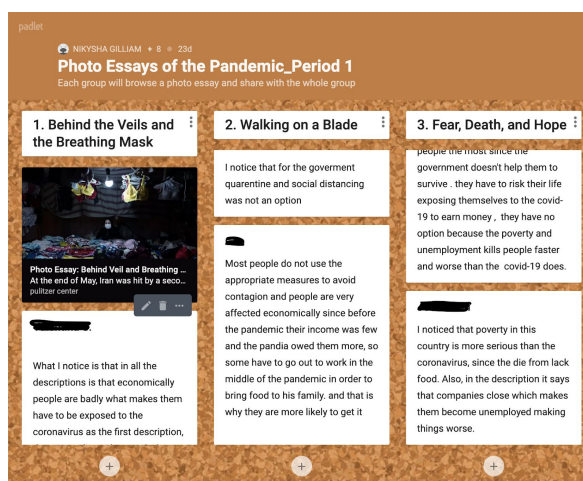 padlet
NIKYSHA GILLIAM + 8 • 23d
Photo Essays of the Pandemic_Period 1
Each group will browse a photo essay and share with the whole group
1. Behind the Veils and
the Breathing Mask
Photo Essay: Behind Veil and Breathing ...
At the end of May, Iran was hit by a seco...
pulitzer center
What I notice is that in all the
descriptions is that economically
people are badly what makes them
have to be exposed to the
coronavirus as the first description,
2. Walking on a Blade
I notice that for the goverment
quarentine and social distancing
was not an option
Most people do not use the
appropriate measures to avoid
contagion and people are very
affected economically since before
the pandemic their income was few
and the pandia owed them more, so
some have to go out to work in the
middle of the pandemic in order to
bring food to his family. and that is
why they are more likely to get it
3. Fear, Death, and Hope
people the most since the
government doesn't help them to
survive . they have to risk their life
exposing themselves to the covid-
19 to earn money , they have no
option because the poverty and
unemployment kills people faster
and worse than the covid-19 does.
I noticed that poverty in this
country is more serious than the
coronavirus, since the die from lack
food. Also, in the description it says
that companies close which makes
them become unemployed making
things worse.